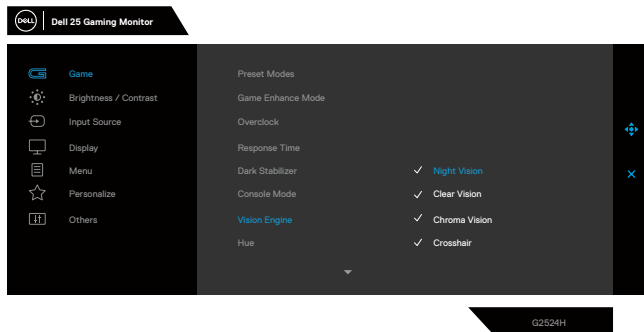 DELL Dell 25 Gaming Monitor
Game
Brightness / Contrast
Input Source
Display
Menu
Personalize
Others
Preset Modes
Game Enhance Mode
Overclock
Response Time
Dark Stabilizer
Console Mode
Vision Engine
Hue
Night Vision
Clear Vision
Chroma Vision
Crosshair
G2524H